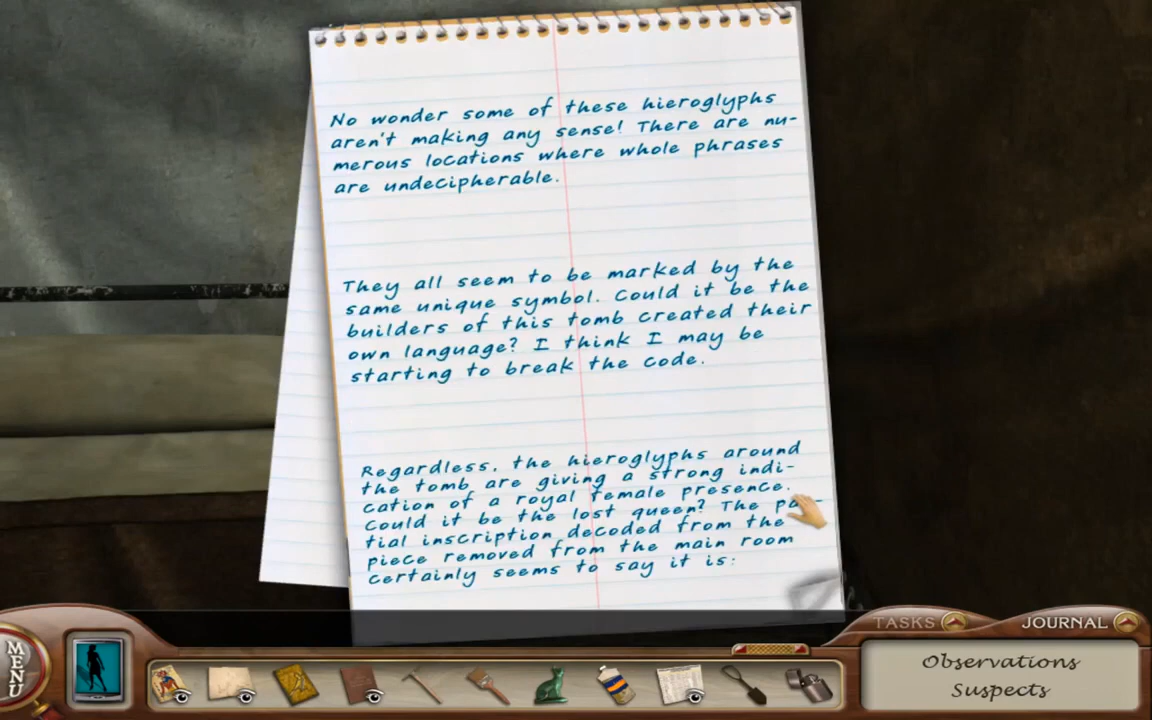 No wonder some of these hieroglyphs
aren't making any sense! There are nu-
merous locations where whole phrases
are undecipherable.
They all seem to be marked by the
same unique symbol. Could it be the
builders of this tomb created their
own language? I think I may be
starting to break the code.
Regardless, the hieroglyphs around
the tomb are giving a strong indi-
cation of a royal female presence.
Could it be the lost queen? The
tial inscription decoded from the
piece removed from the main room
certainly seems to say it is:
TASKS
JOURNAL
MENU
Observations
Suspects